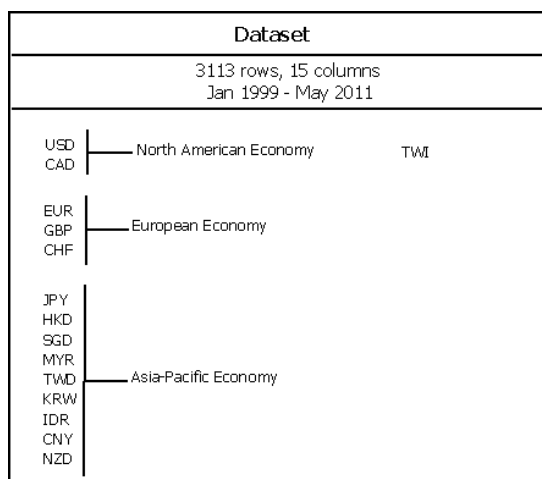 Dataset
3113 rows, 15 columns
Jan 1999 - May 2011
USD
CAD
North American Economy
TWI
EUR
GBP
CHF
European Economy
JPY
HKD
SGD
MYR
TWD
KRW
IDR
CNY
NZD
Asia-Pacific Economy